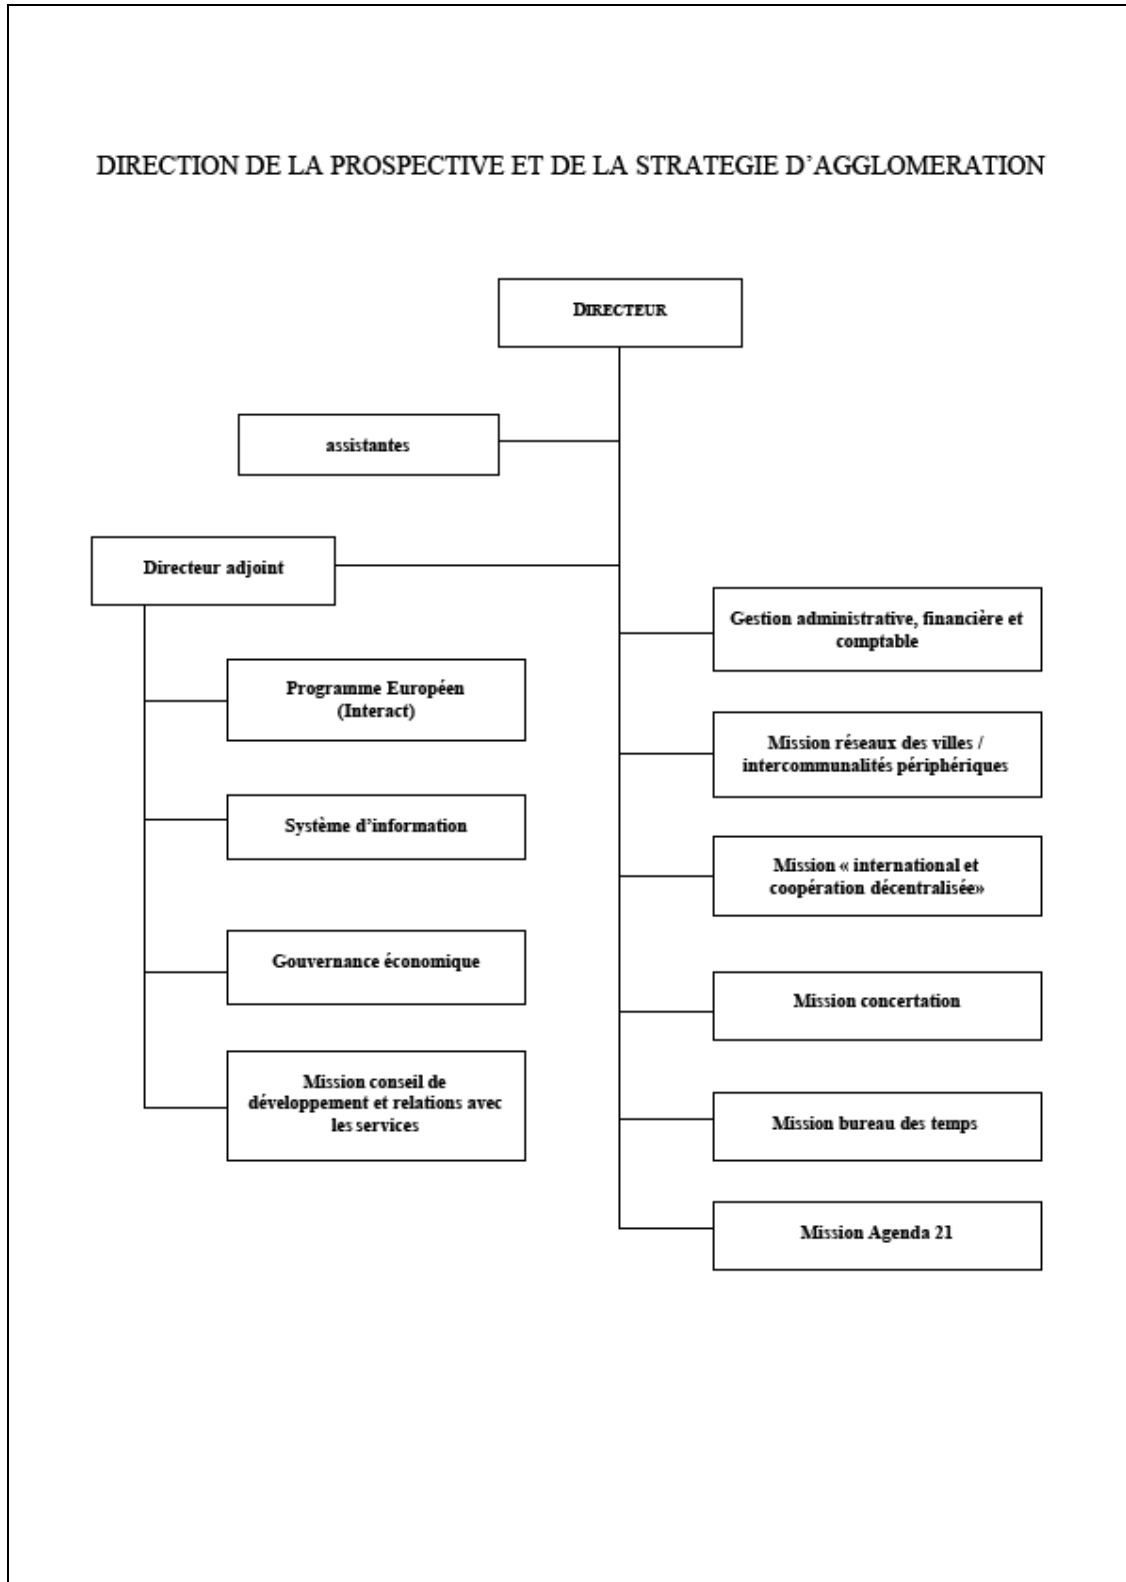 DIRECTION DE LA PROSPECTIVE ET DE LA STRATEGIE D’AGGLOMERATION
DIRECTEUR
assistantes
Directeur adjoint
Programme Européen
(Interact)
Système d’information
Gouvernance économique
Mission conseil de
développement et relations avec
les services
Gestion administrative, financière et
comptable
Mission réseaux des villes /
intercommunalités périphériques
Mission « international et
coopération décentralisée»
Mission concertation
Mission bureau des temps
Mission Agenda 21